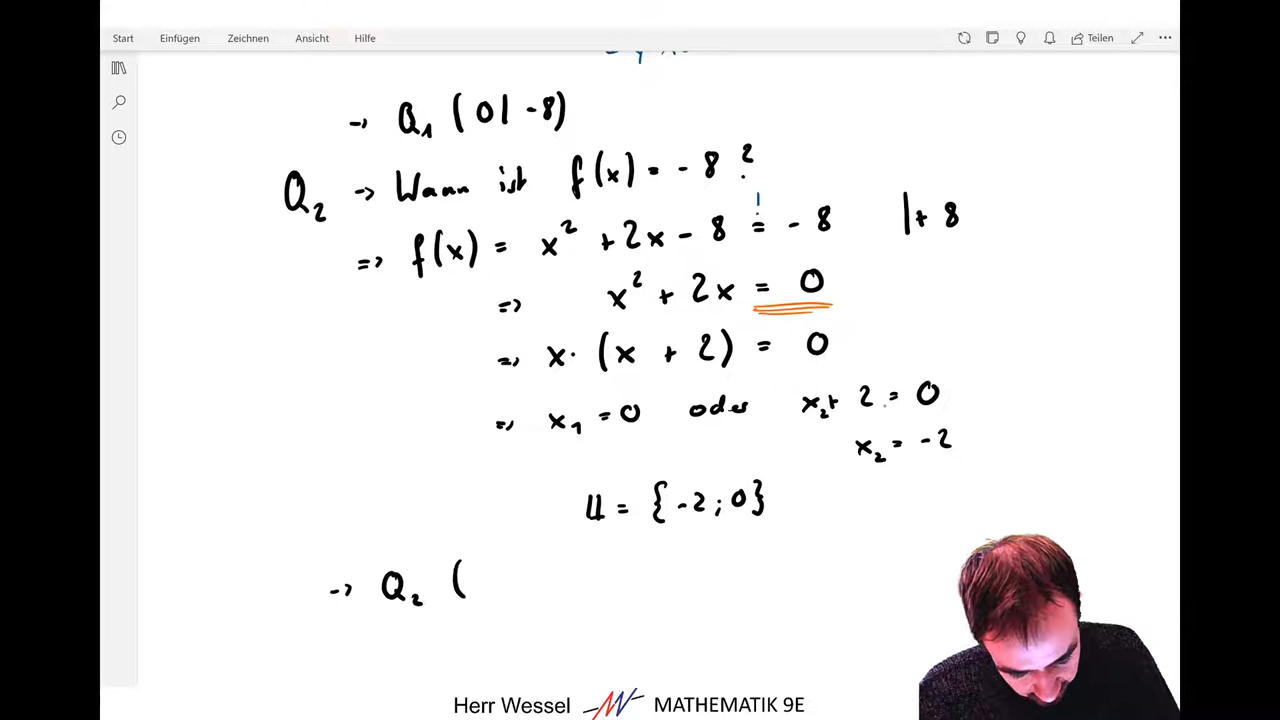 Start Einfügen Zeichnen Ansicht Hilfe Teilen
→ Q₁ (0 | -8)
Q₂ → Wann ist f(x) = -8 ?
=> f(x) = x² + 2x - 8 = -8 | + 8
=> x² + 2x = 0
=> x · (x + 2) = 0
=> x₁ = 0 oder x₂ + 2 = 0
x₂ = -2
𝕃 = {-2 ; 0}
→ Q₂ (
Herr Wessel MATHEMATIK 9E